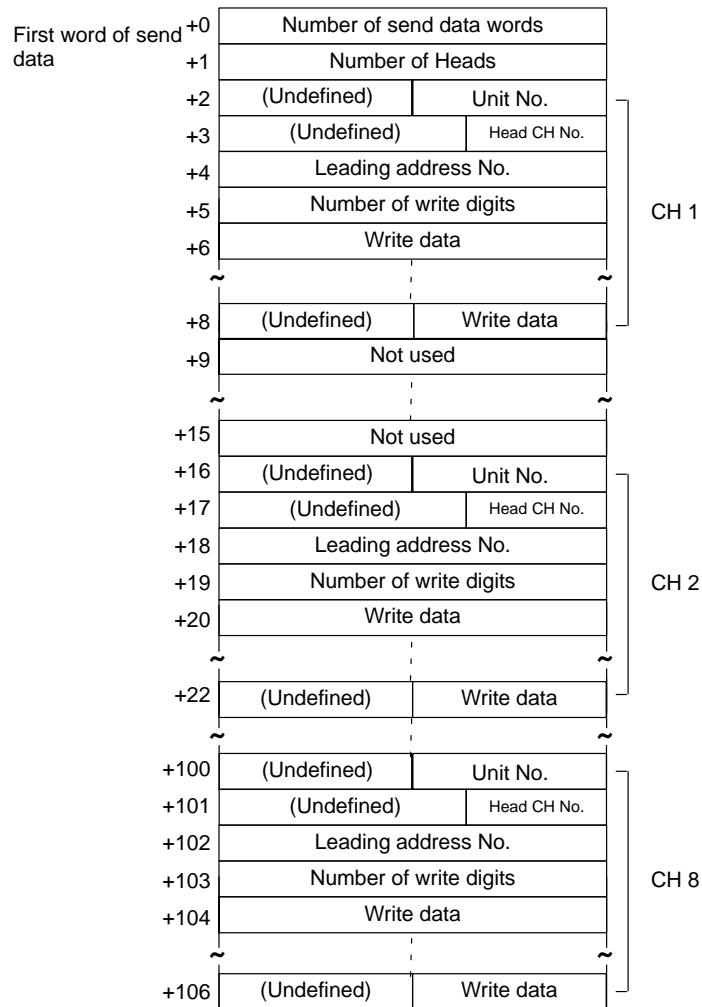 First word of send
data
+0 Number of send data words
+1 Number of Heads
+2 (Undefined) Unit No.
+3 (Undefined) Head CH No.
+4 Leading address No.
+5 Number of write digits
+6 Write data
CH 1
~ ~
+8 (Undefined) Write data
+9 Not used
~ ~
+15 Not used
+16 (Undefined) Unit No.
+17 (Undefined) Head CH No.
+18 Leading address No.
+19 Number of write digits
+20 Write data
CH 2
~ ~
+22 (Undefined) Write data
~ ~
+100 (Undefined) Unit No.
+101 (Undefined) Head CH No.
+102 Leading address No.
+103 Number of write digits
+104 Write data
CH 8
~ ~
+106 (Undefined) Write data